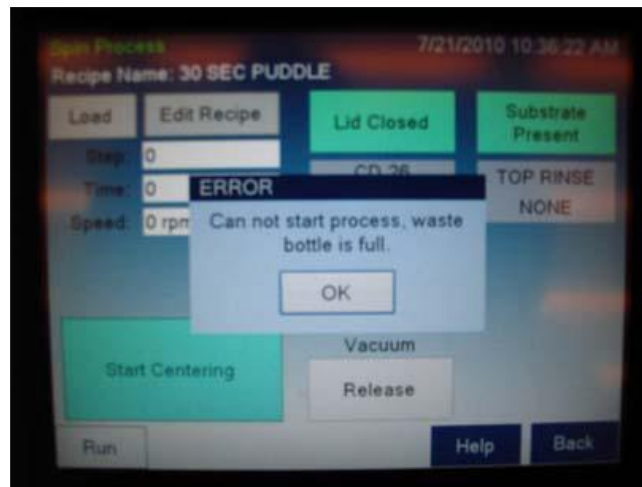 Spin Process 7/21/2010 10:36:22 AM
Recipe Name: 30 SEC PUDDLE
Load Edit Recipe Lid Closed Substrate Present
Step: 0
CD 26 TOP RINSE
Time: 0
NONE
Speed: 0 rpm
ERROR
Can not start process, waste
bottle is full.
OK
Start Centering
Vacuum
Release
Run Help Back